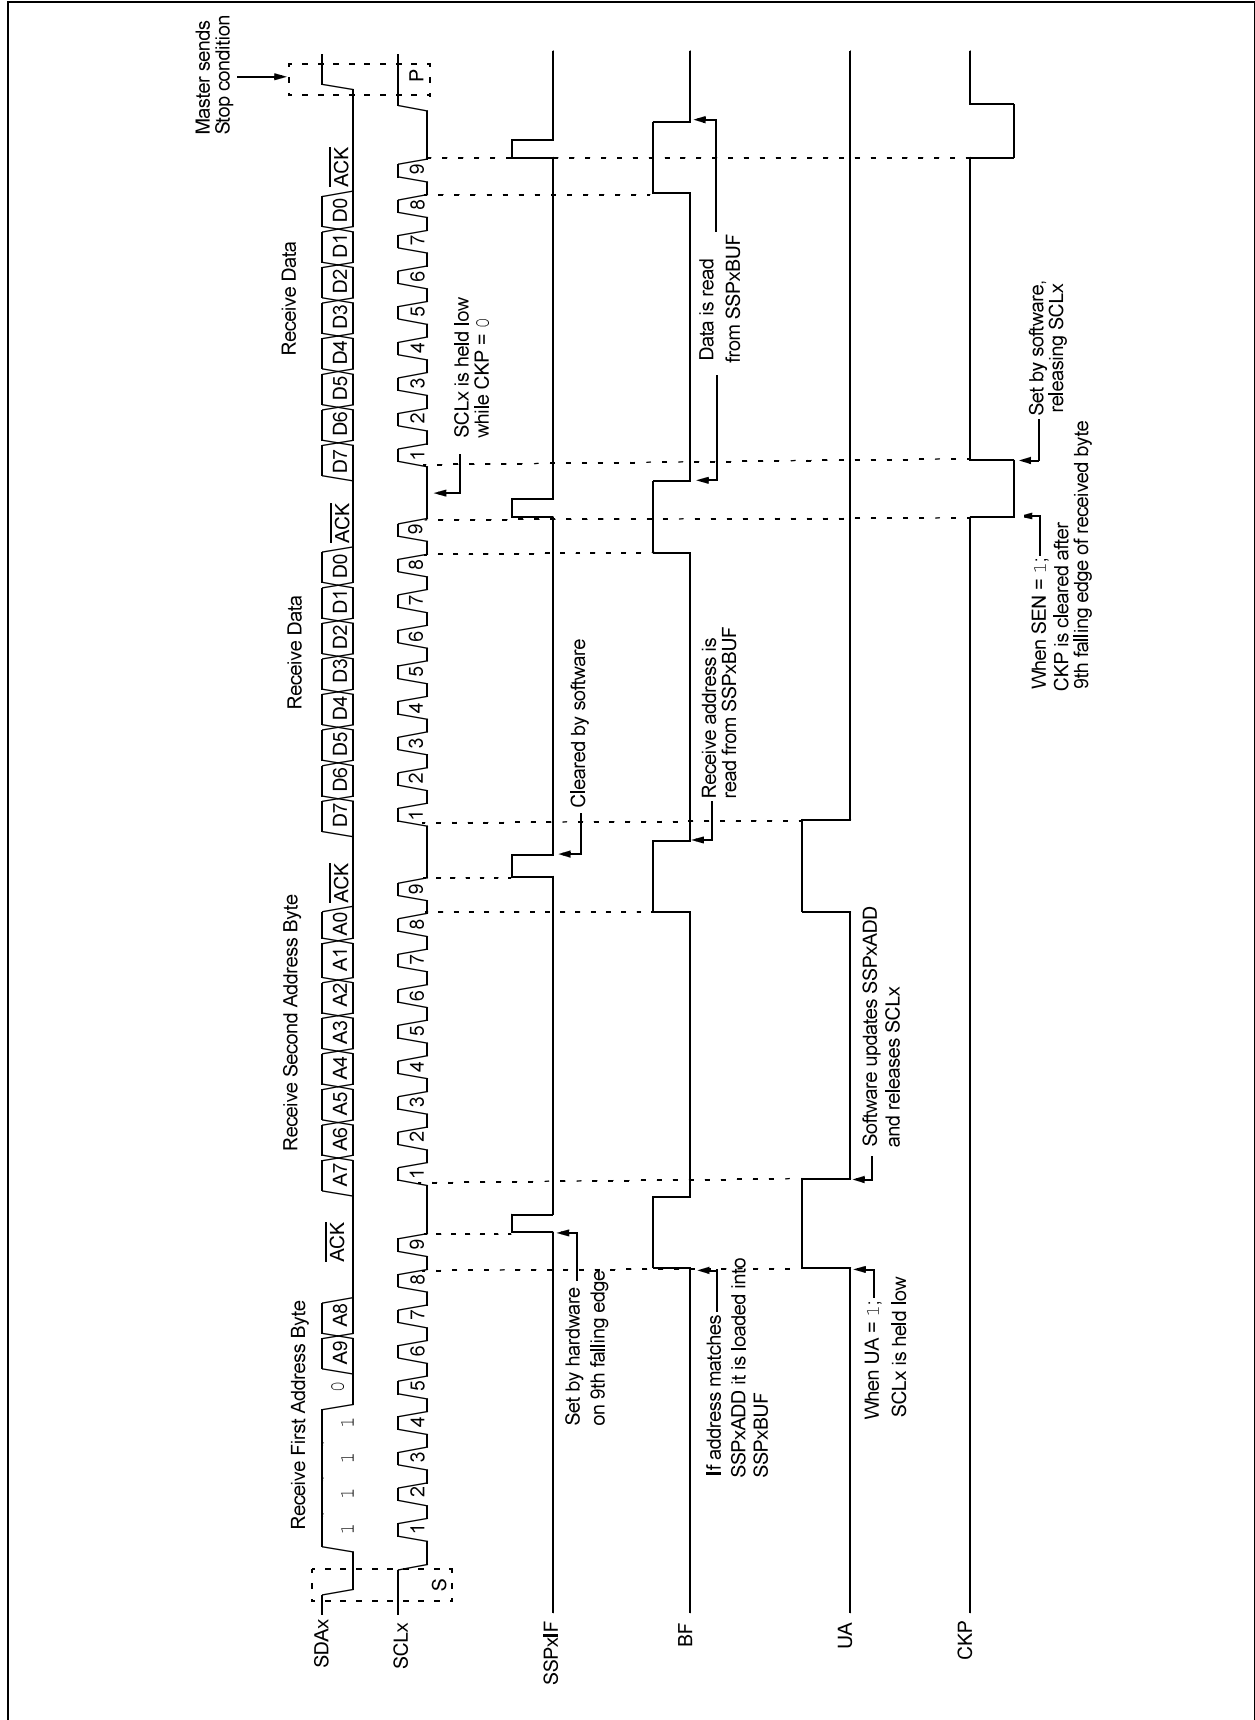 Master sends
Stop condition
Receive First Address Byte
Receive Second Address Byte
Receive Data
Receive Data
SDAx
1 1 1 1 0 A9 A8 ACK
A7 A6 A5 A4 A3 A2 A1 A0 ACK
D7 D6 D5 D4 D3 D2 D1 D0 ACK
D7 D6 D5 D4 D3 D2 D1 D0 ACK
SCLx
S
1 2 3 4 5 6 7 8 9
1 2 3 4 5 6 7 8 9
1 2 3 4 5 6 7 8 9
1 2 3 4 5 6 7 8 9
P
SCLx is held low
while CKP = 0
SSPxIF
Set by hardware
on 9th falling edge
Cleared by software
BF
If address matches
SSPxADD it is loaded into
SSPxBUF
Receive address is
read from SSPxBUF
Data is read
from SSPxBUF
UA
When UA = 1;
SCLx is held low
Software updates SSPxADD
and releases SCLx
CKP
When SEN = 1;
CKP is cleared after
9th falling edge of received byte
Set by software,
releasing SCLx